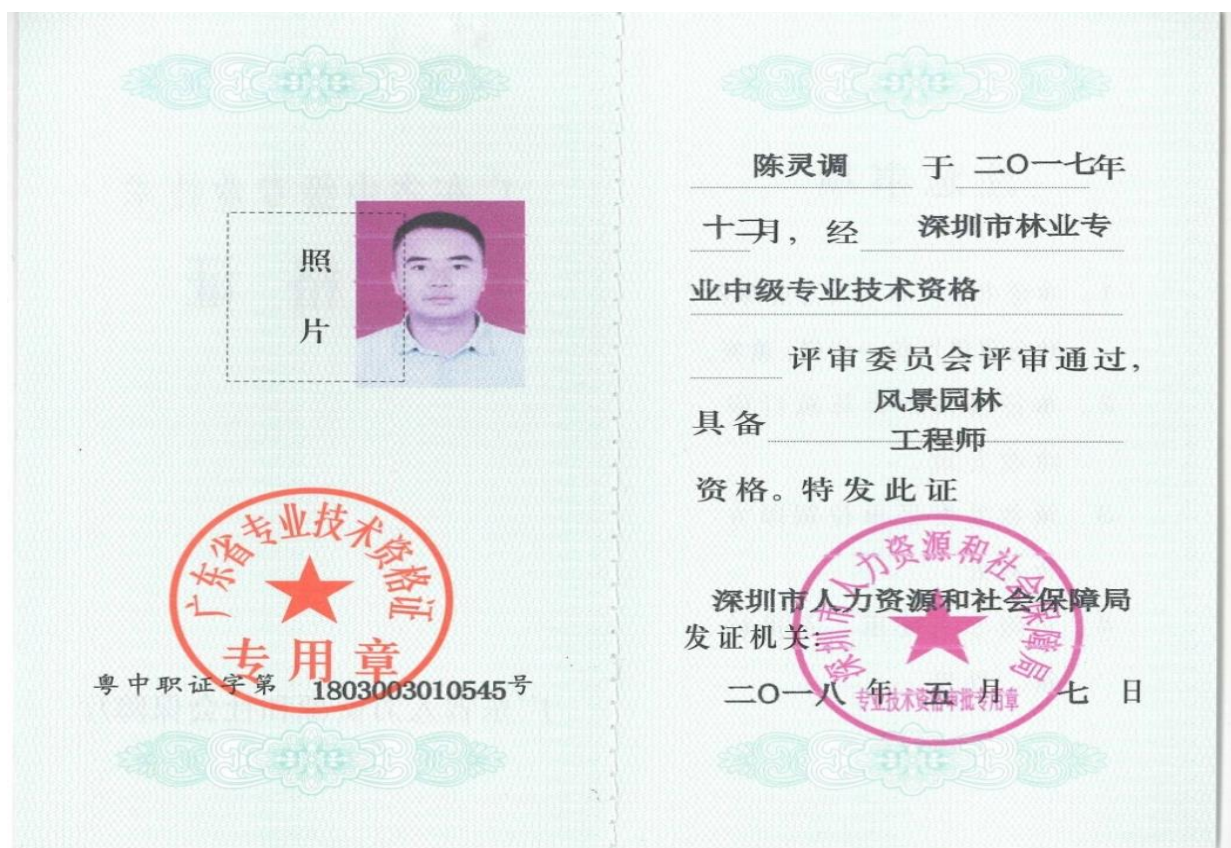 照
片
广东省专业技术资格证
专用章
粤中职证字第 1803003010545号
陈灵调 于 二〇一七年
十二月，经 深圳市林业专
业中级专业技术资格
评审委员会评审通过，
具备 风景园林
工程师
资格。特发此证
深圳市人力资源和社会保障局
深圳市人力资源和社会保障局
发证机关:
专业技术资格审批专用章
二〇一八 年 五 月 七 日